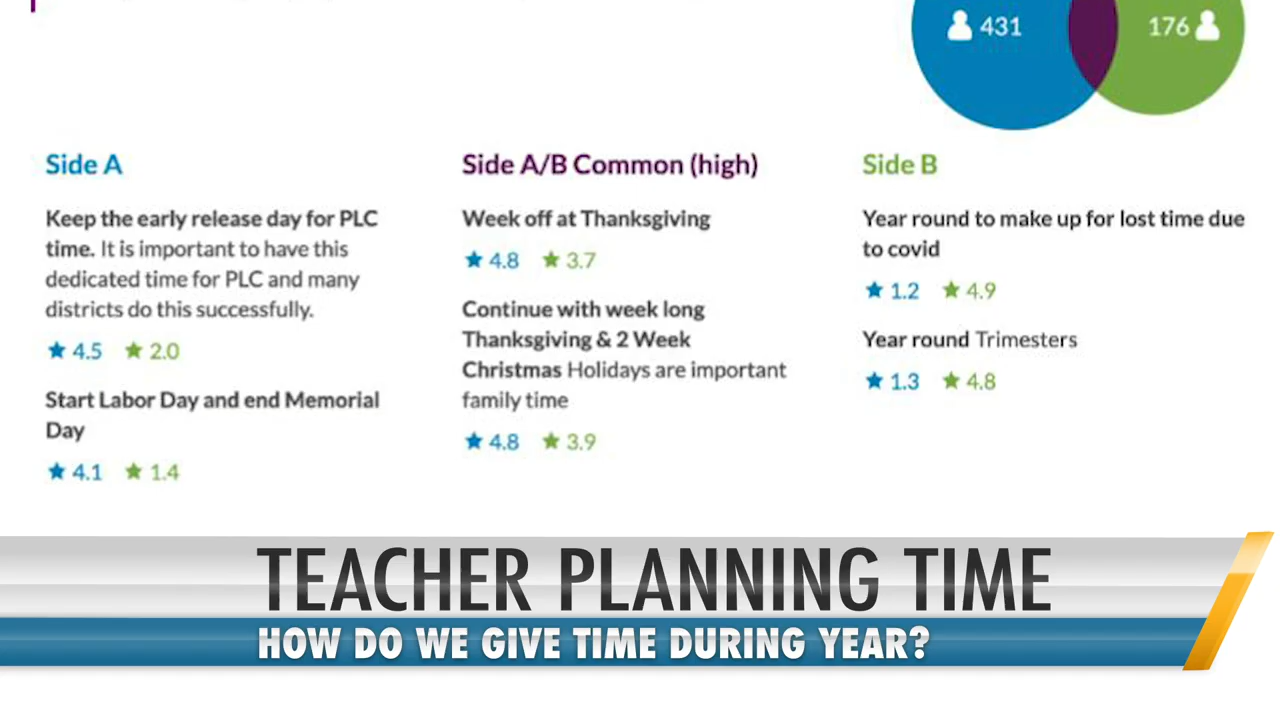 431
176
Side A
Keep the early release day for PLC
time. It is important to have this
dedicated time for PLC and many
districts do this successfully.
4.5 2.0
Start Labor Day and end Memorial
Day
4.1 1.4
Side A/B Common (high)
Week off at Thanksgiving
4.8 3.7
Continue with week long
Thanksgiving & 2 Week
Christmas Holidays are important
family time
4.8 3.9
Side B
Year round to make up for lost time due
to covid
1.2 4.9
Year round Trimesters
1.3 4.8
TEACHER PLANNING TIME
HOW DO WE GIVE TIME DURING YEAR?